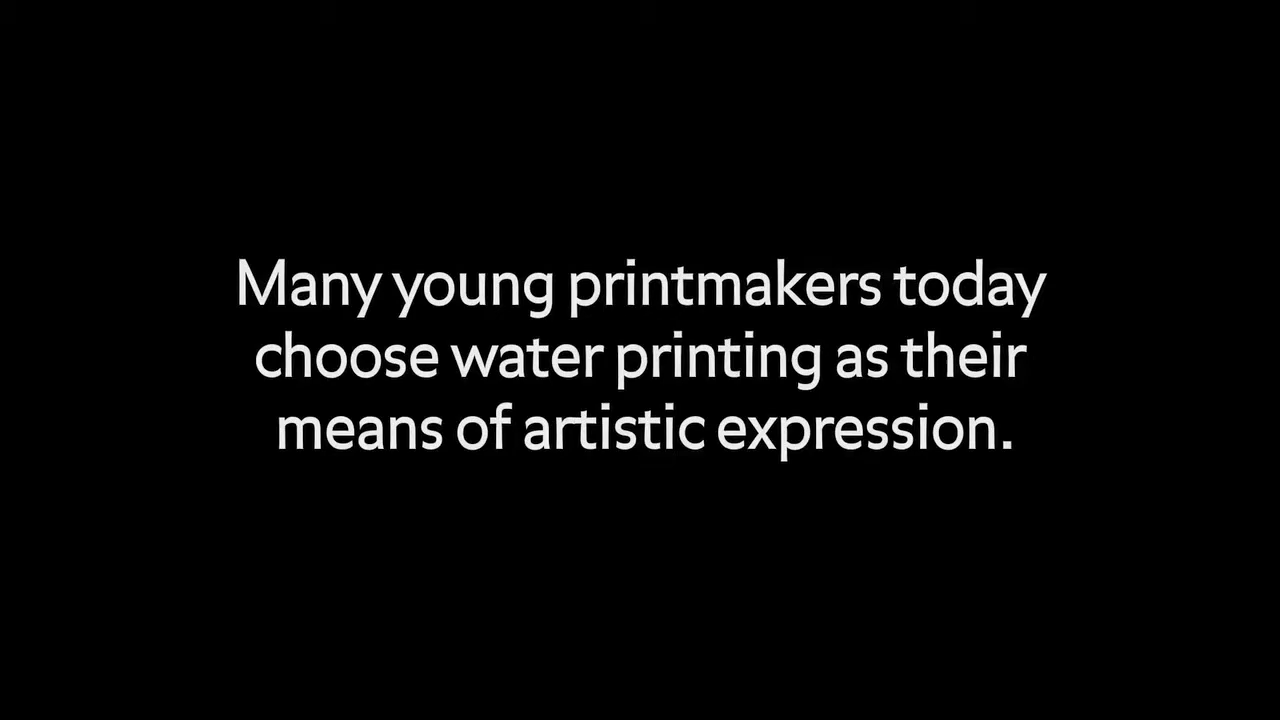 Many young printmakers today
choose water printing as their
means of artistic expression.